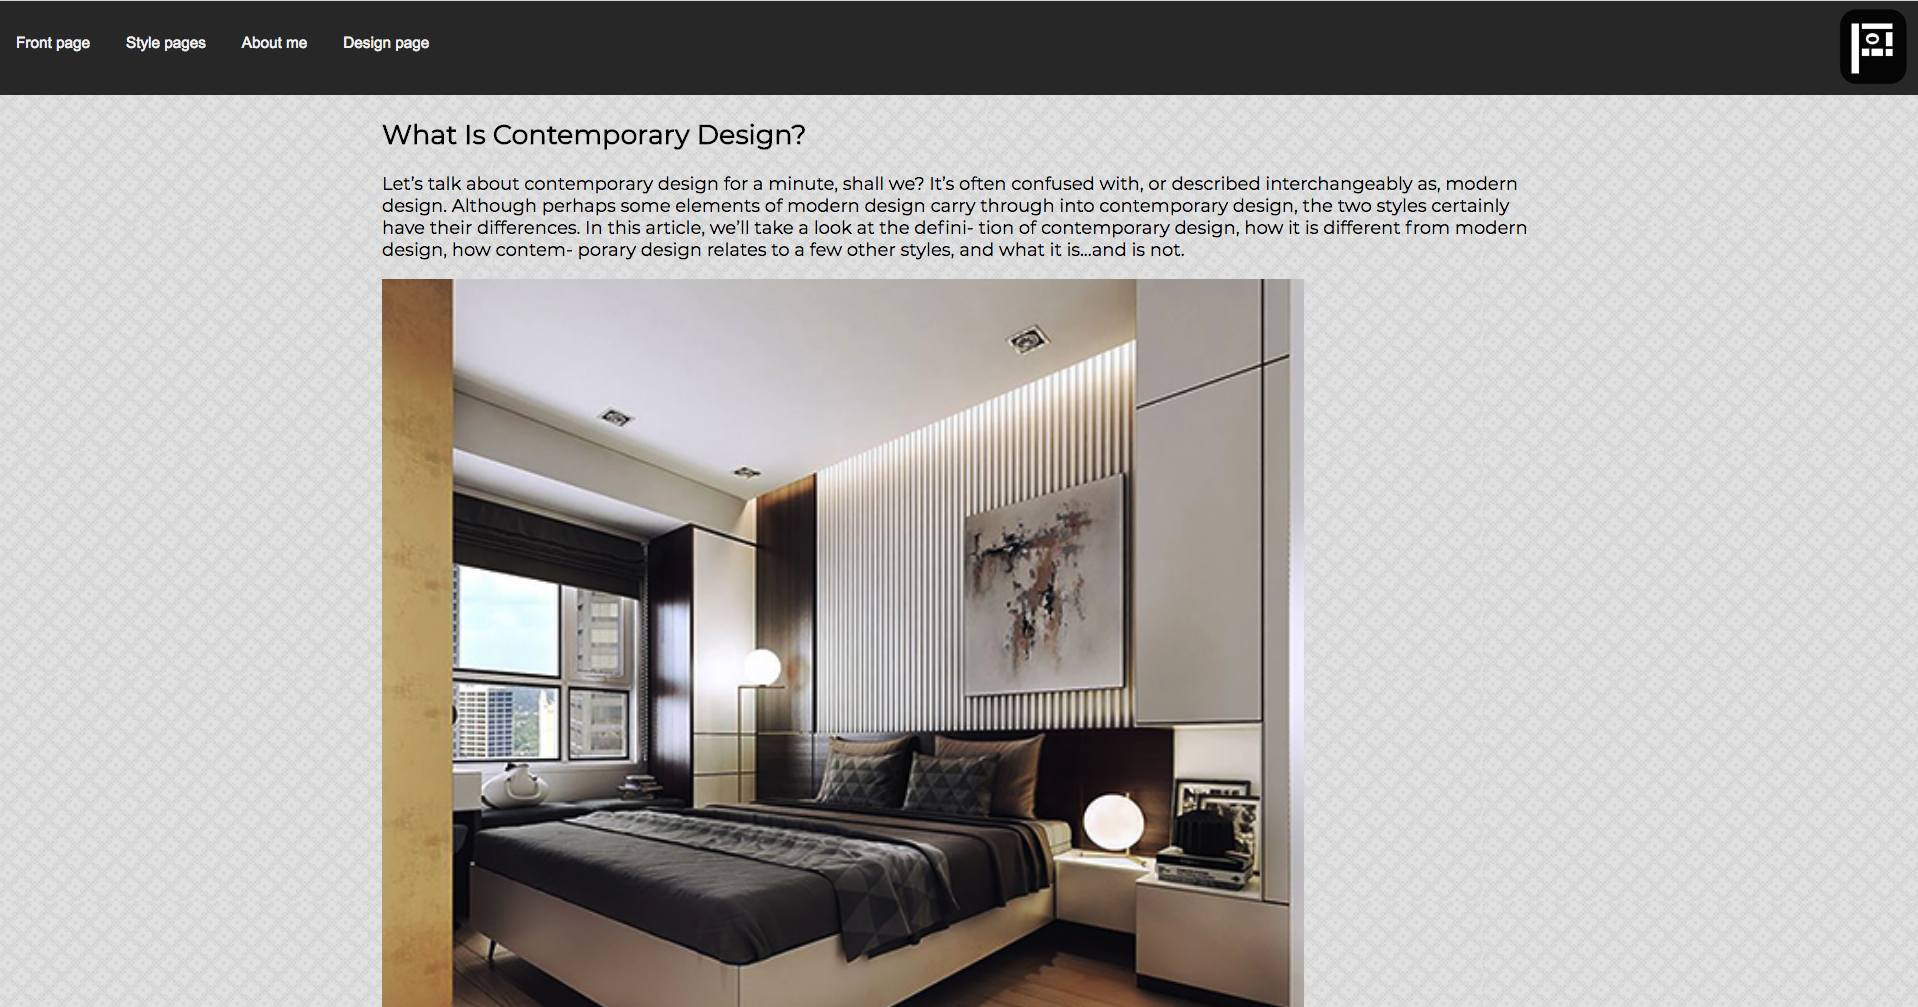 Front page Style pages About me Design page
What Is Contemporary Design?
Let’s talk about contemporary design for a minute, shall we? It’s often confused with, or described interchangeably as, modern
design. Although perhaps some elements of modern design carry through into contemporary design, the two styles certainly
have their differences. In this article, we’ll take a look at the defini- tion of contemporary design, how it is different from modern
design, how contem- porary design relates to a few other styles, and what it is...and is not.